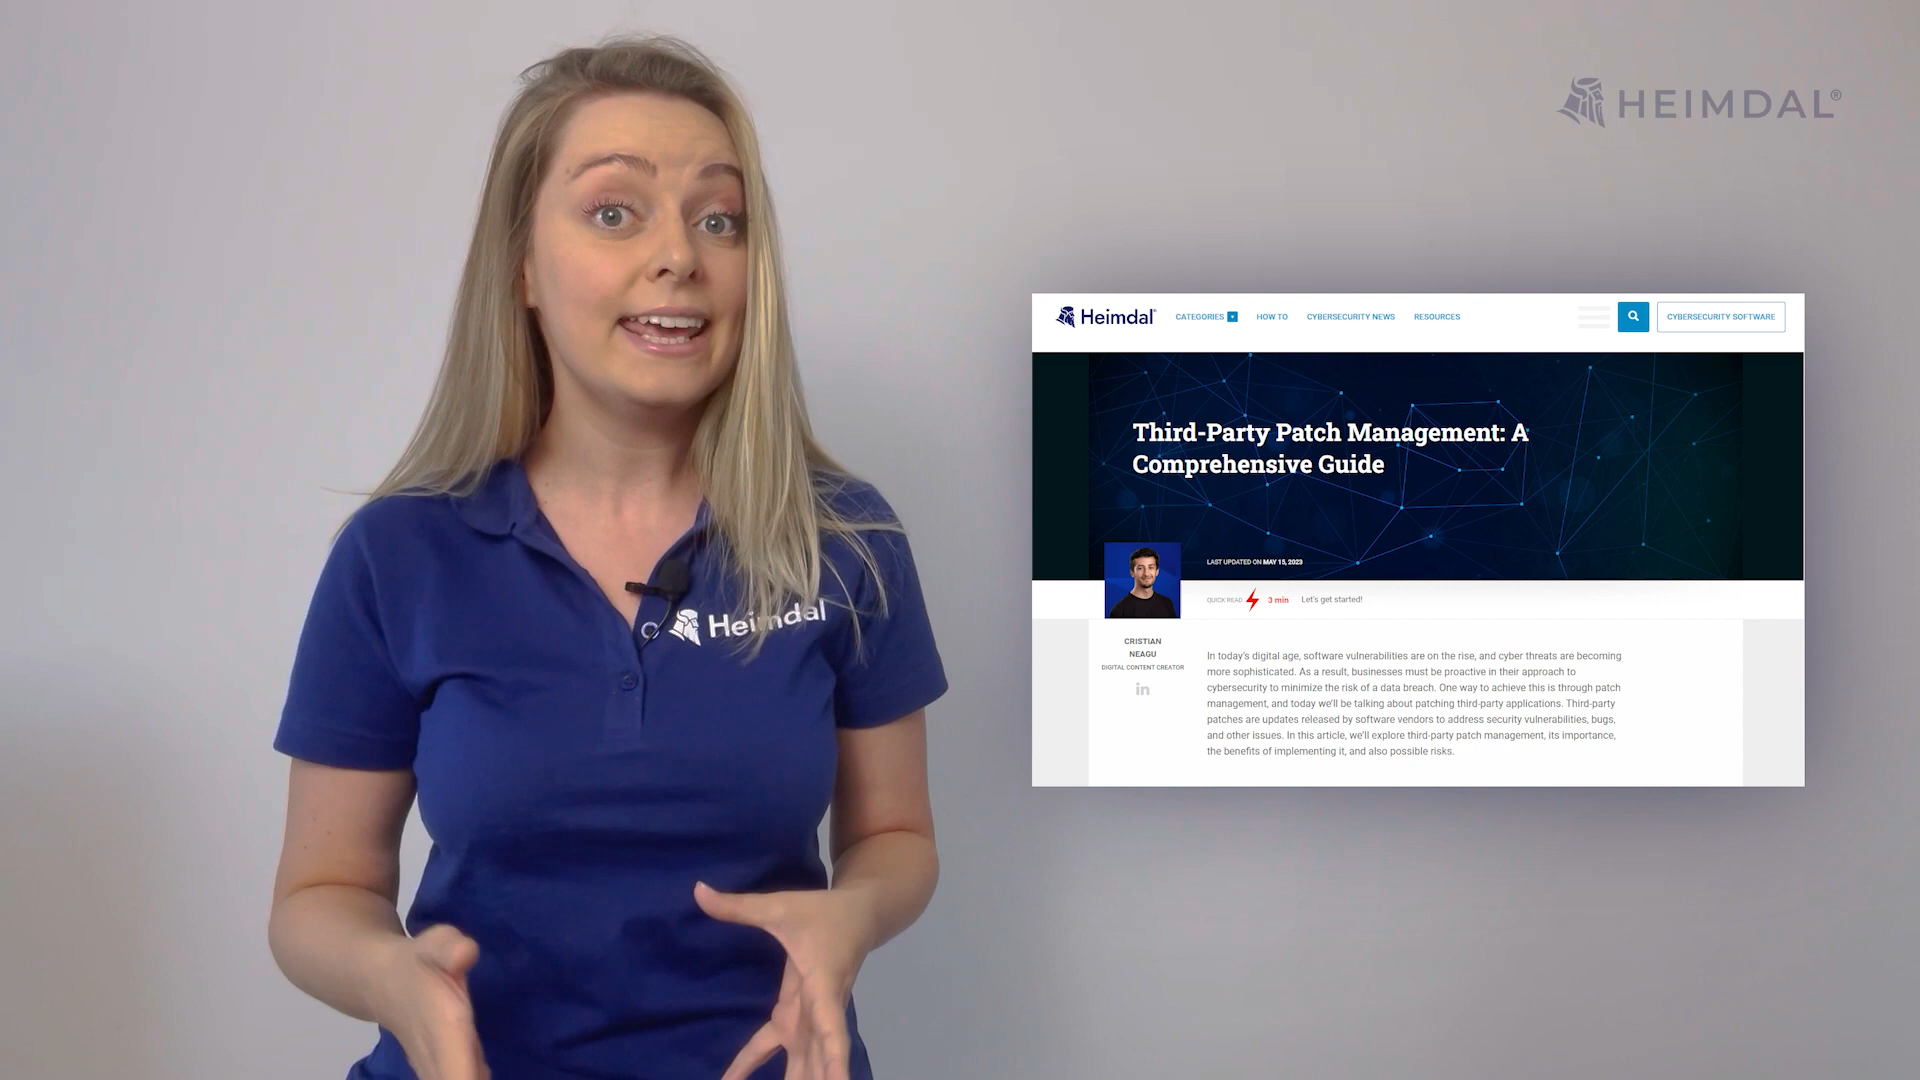 HEIMDAL®
Heimdal®
CATEGORIES
HOW TO
CYBERSECURITY NEWS
RESOURCES
CYBERSECURITY SOFTWARE
Third-Party Patch Management: A
Comprehensive Guide
LAST UPDATED ON MAY 15, 2023
QUICK READ
3 min
Let's get started!
CRISTIAN
NEAGU
DIGITAL CONTENT CREATOR
in
In today's digital age, software vulnerabilities are on the rise, and cyber threats are becoming
more sophisticated. As a result, businesses must be proactive in their approach to
cybersecurity to minimize the risk of a data breach. One way to achieve this is through patch
management, and today we'll be talking about patching third-party applications. Third-party
patches are updates released by software vendors to address security vulnerabilities, bugs,
and other issues. In this article, we'll explore third-party patch management, its importance,
the benefits of implementing it, and also possible risks.
Heimdal